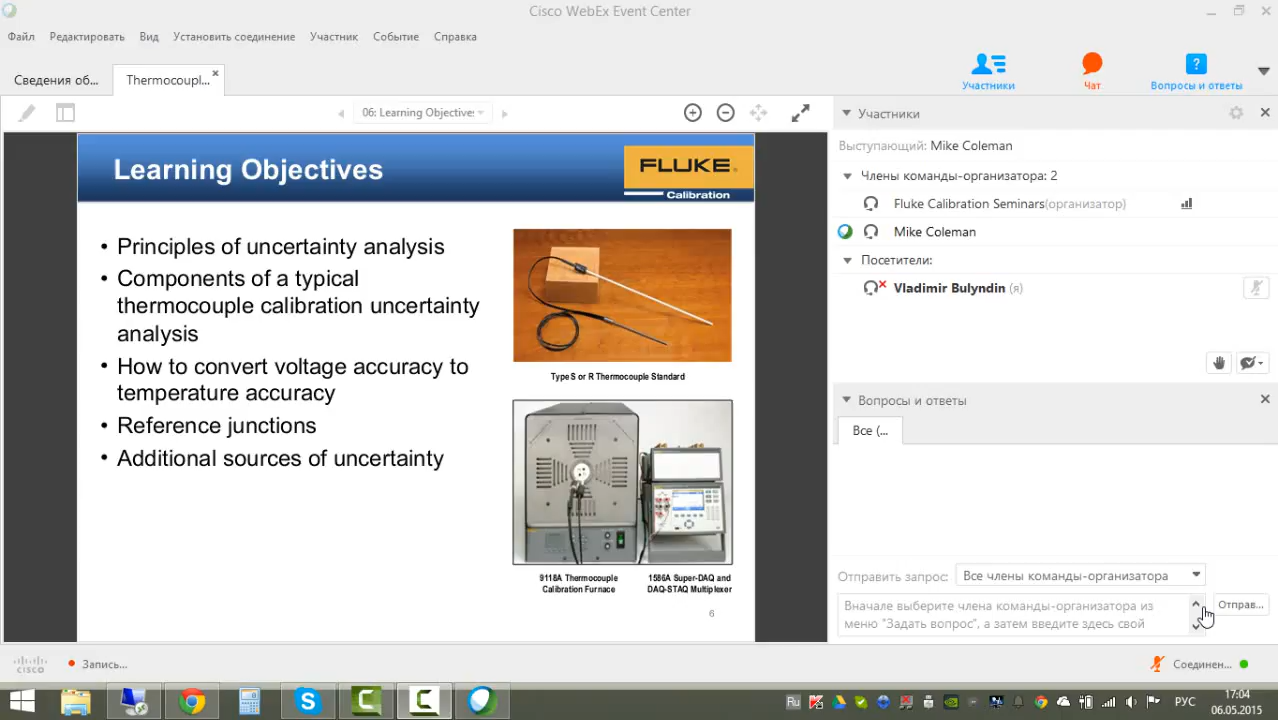 Cisco WebEx Event Center
Файл Редактировать Вид Установить соединение Участник Событие Справка
Сведения об... Thermocoupl...
Участники Чат Вопросы и ответы
06: Learning Objective:
Learning Objectives
FLUKE®
Calibration
• Principles of uncertainty analysis
• Components of a typical
thermocouple calibration uncertainty
analysis
• How to convert voltage accuracy to
temperature accuracy
• Reference junctions
• Additional sources of uncertainty
Type S or R Thermocouple Standard
9118A Thermocouple
Calibration Furnace
1586A Super-DAQ and
DAQ-STAQ Multiplexer
6
Участники
Выступающий: Mike Coleman
Члены команды-организатора: 2
Fluke Calibration Seminars(организатор)
Mike Coleman
Посетители:
Vladimir Bulyndin (я)
Вопросы и ответы
Все (...
Отправить запрос: Все члены команды-организатора
Вначале выберите члена команды-организатора из
меню "Задать вопрос", а затем введите здесь свой
Отправ...
cisco Запись... Соединен...
Ru РУС 17:04
06.05.2015